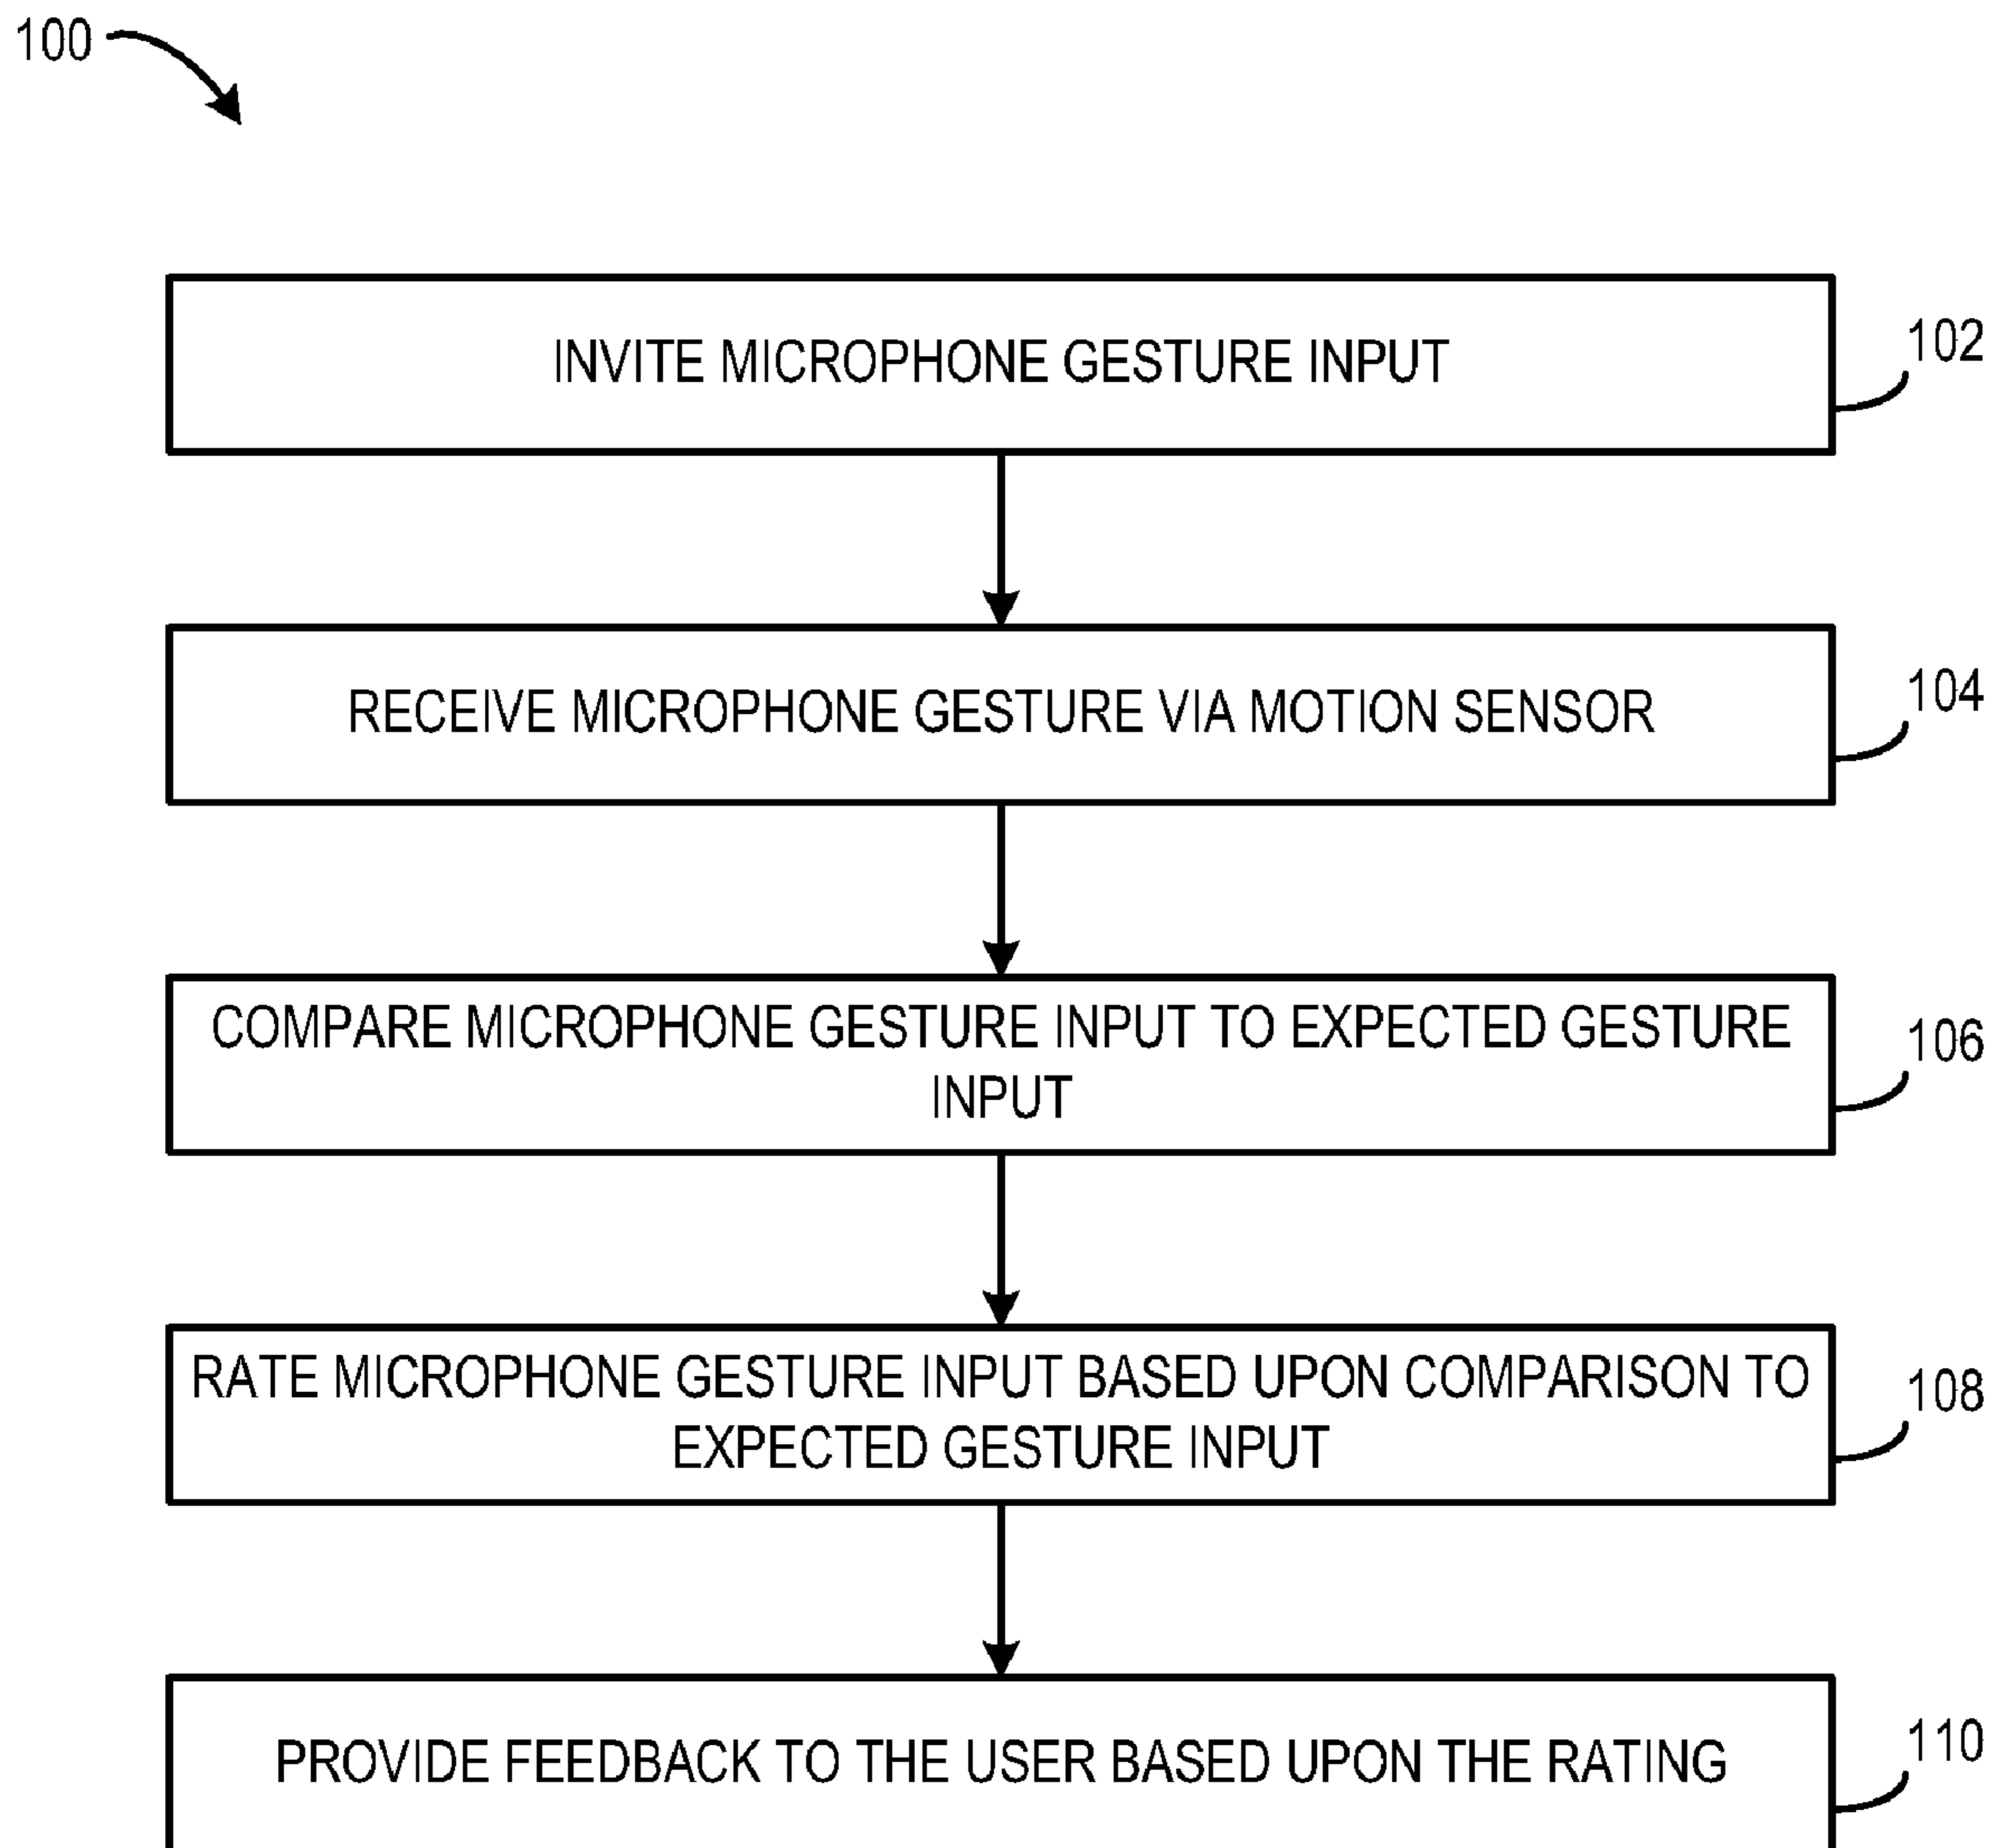 100
INVITE MICROPHONE GESTURE INPUT
102
RECEIVE MICROPHONE GESTURE VIA MOTION SENSOR
104
COMPARE MICROPHONE GESTURE INPUT TO EXPECTED GESTURE
INPUT
106
RATE MICROPHONE GESTURE INPUT BASED UPON COMPARISON TO
EXPECTED GESTURE INPUT
108
PROVIDE FEEDBACK TO THE USER BASED UPON THE RATING
110